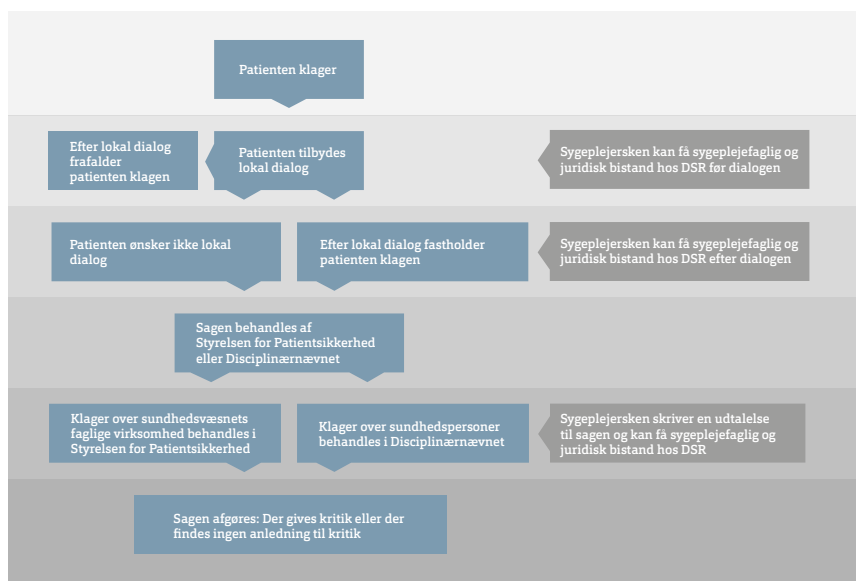 Patienten klager
Efter lokal dialog
frafalder
patienten klagen
Patienten tilbydes
lokal dialog
Sygeplejersken kan få sygeplejefaglig og
juridisk bistand hos DSR før dialogen
Patienten ønsker ikke lokal
dialog
Efter lokal dialog fastholder
patienten klagen
Sygeplejersken kan få sygeplejefaglig og
juridisk bistand hos DSR efter dialogen
Sagen behandles af
Styrelsen for Patientsikkerhed
eller Disciplinærnævnet
Klager over sundhedsvæsnets
faglige virksomhed behandles i
Styrelsen for Patientsikkerhed
Klager over sundhedspersoner
behandles i Disciplinærnævnet
Sygeplejersken skriver en udtalelse
til sagen og kan få sygeplejefaglig og
juridisk bistand hos DSR
Sagen afgøres: Der gives kritik eller der
findes ingen anledning til kritik